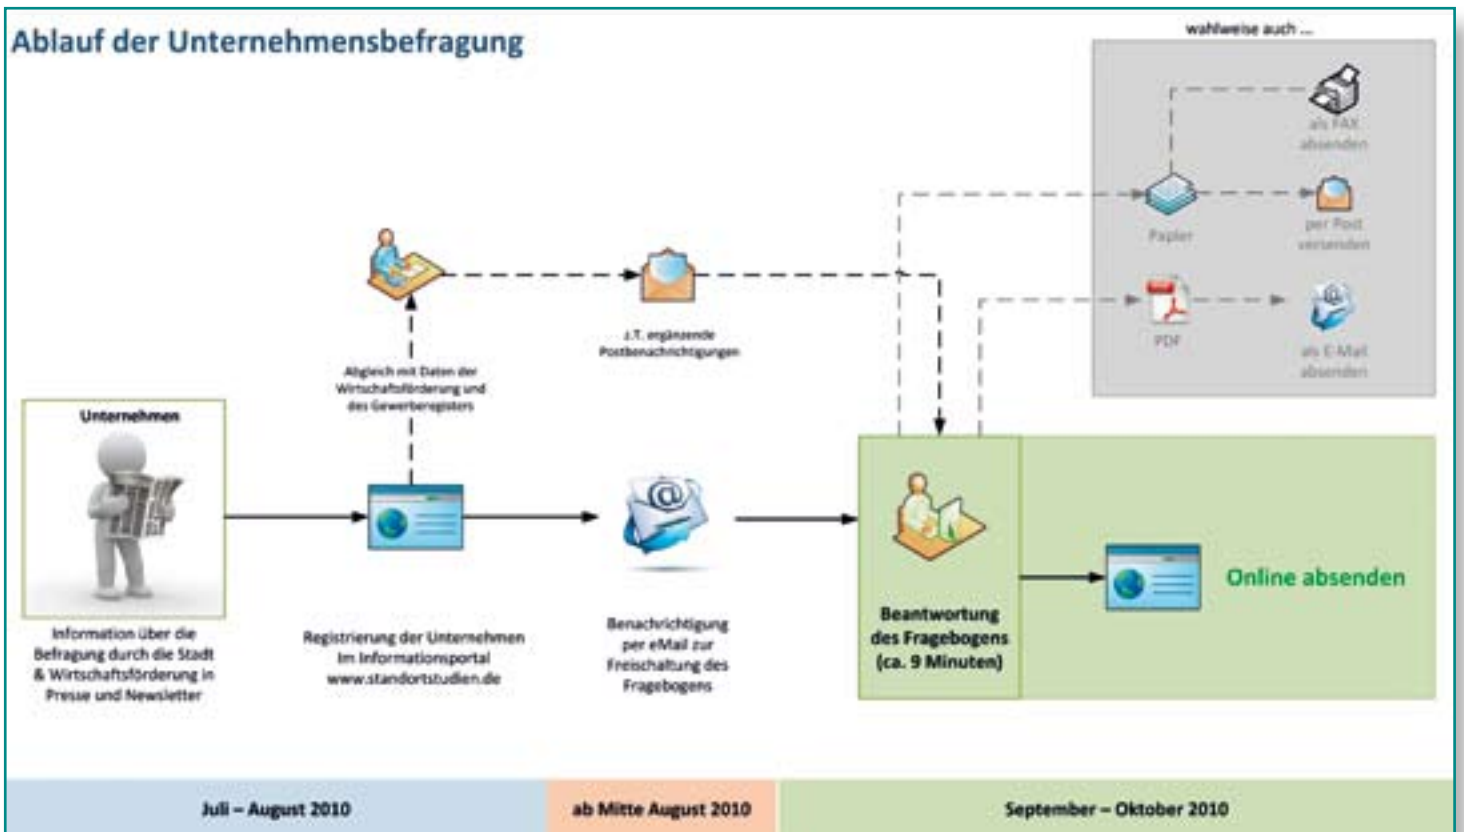 Ablauf der Unternehmensbefragung
wahlweise auch ...
als FAX
absenden
Papier
per Post
versenden
PDF
als E-Mail
absenden
z.T. ergänzende
Postbenachrichtigungen
Abgleich mit Daten der
Wirtschaftsförderung und
des Gewerberegisters
Unternehmen
Information über die
Befragung durch die Stadt
& Wirtschaftsförderung in
Presse und Newsletter
Registrierung der Unternehmen
im Informationsportal
www.standortstudien.de
Benachrichtigung
per eMail zur
Freischaltung des
Fragebogens
Beantwortung
des Fragebogens
(ca. 9 Minuten)
Online absenden
Juli – August 2010
ab Mitte August 2010
September – Oktober 2010